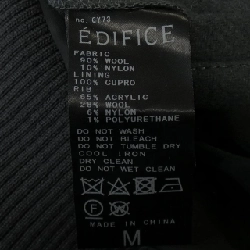 no. 0773
ÉDIFICE
FABRIC
90% WOOL
10% NYLON
LINING
100% CUPRO
RIB
65% ACRYLIC
28% WOOL
6% NYLON
1% POLYURETHANE
DO NOT WASH
DO NOT BLEACH
DO NOT TUMBLE DRY
COOL IRON
DRY CLEAN
DO NOT WET CLEAN
F W
MADE IN CHINA
M